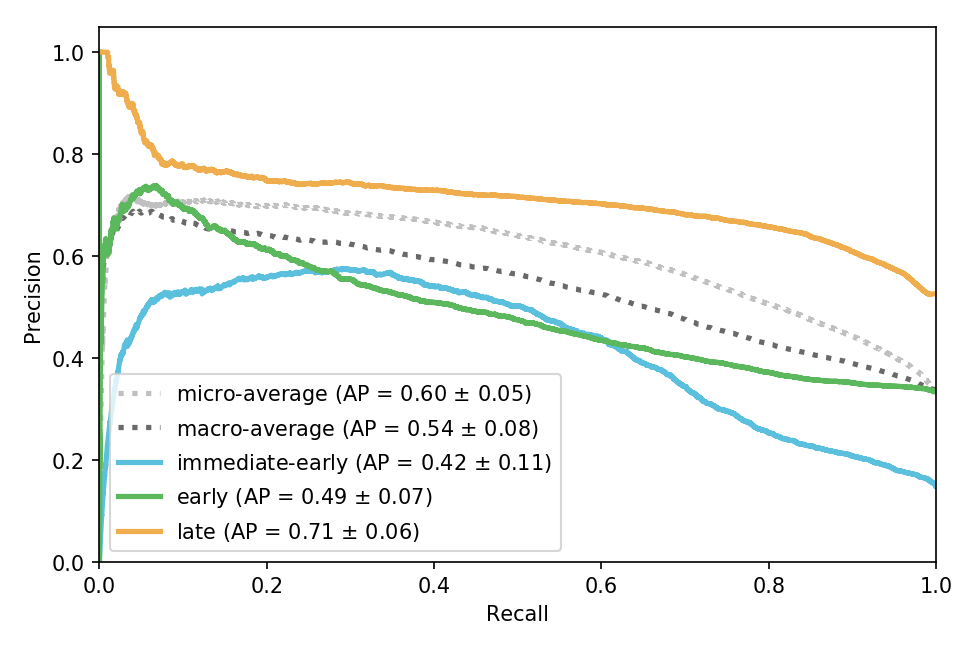 1.0
0.8
0.6
0.4
0.2
0.0
Precision
micro-average (AP = 0.60 ± 0.05)
macro-average (AP = 0.54 ± 0.08)
immediate-early (AP = 0.42 ± 0.11)
early (AP = 0.49 ± 0.07)
late (AP = 0.71 ± 0.06)
0.0 0.2 0.4 0.6 0.8 1.0
Recall